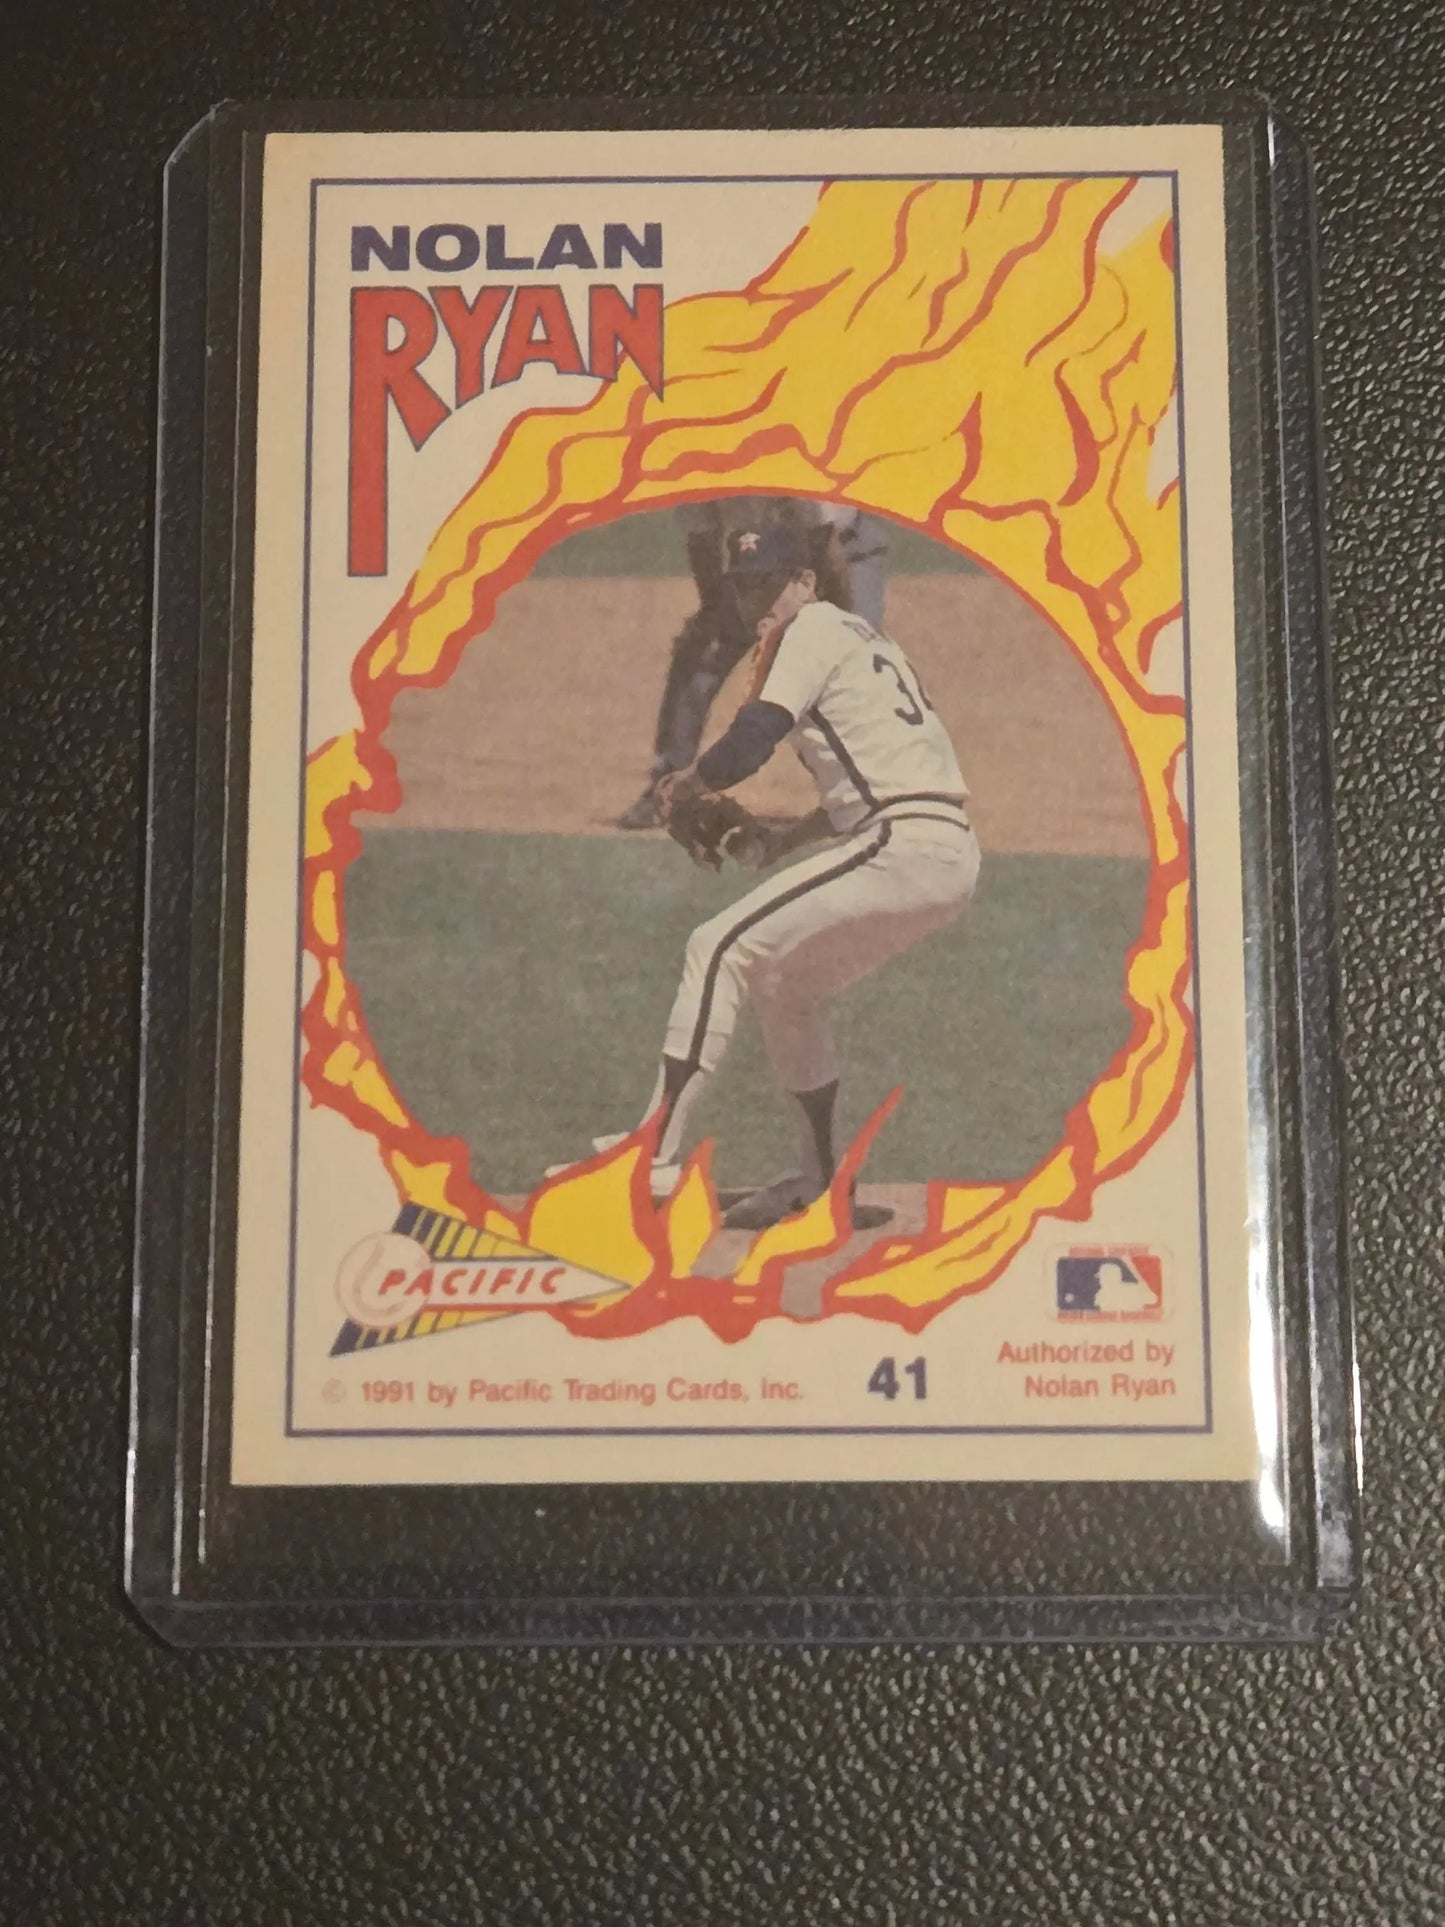 NOLAN
RYAN
PACIFIC
© 1991 by Pacific Trading Cards, Inc.
41
Authorized by
Nolan Ryan